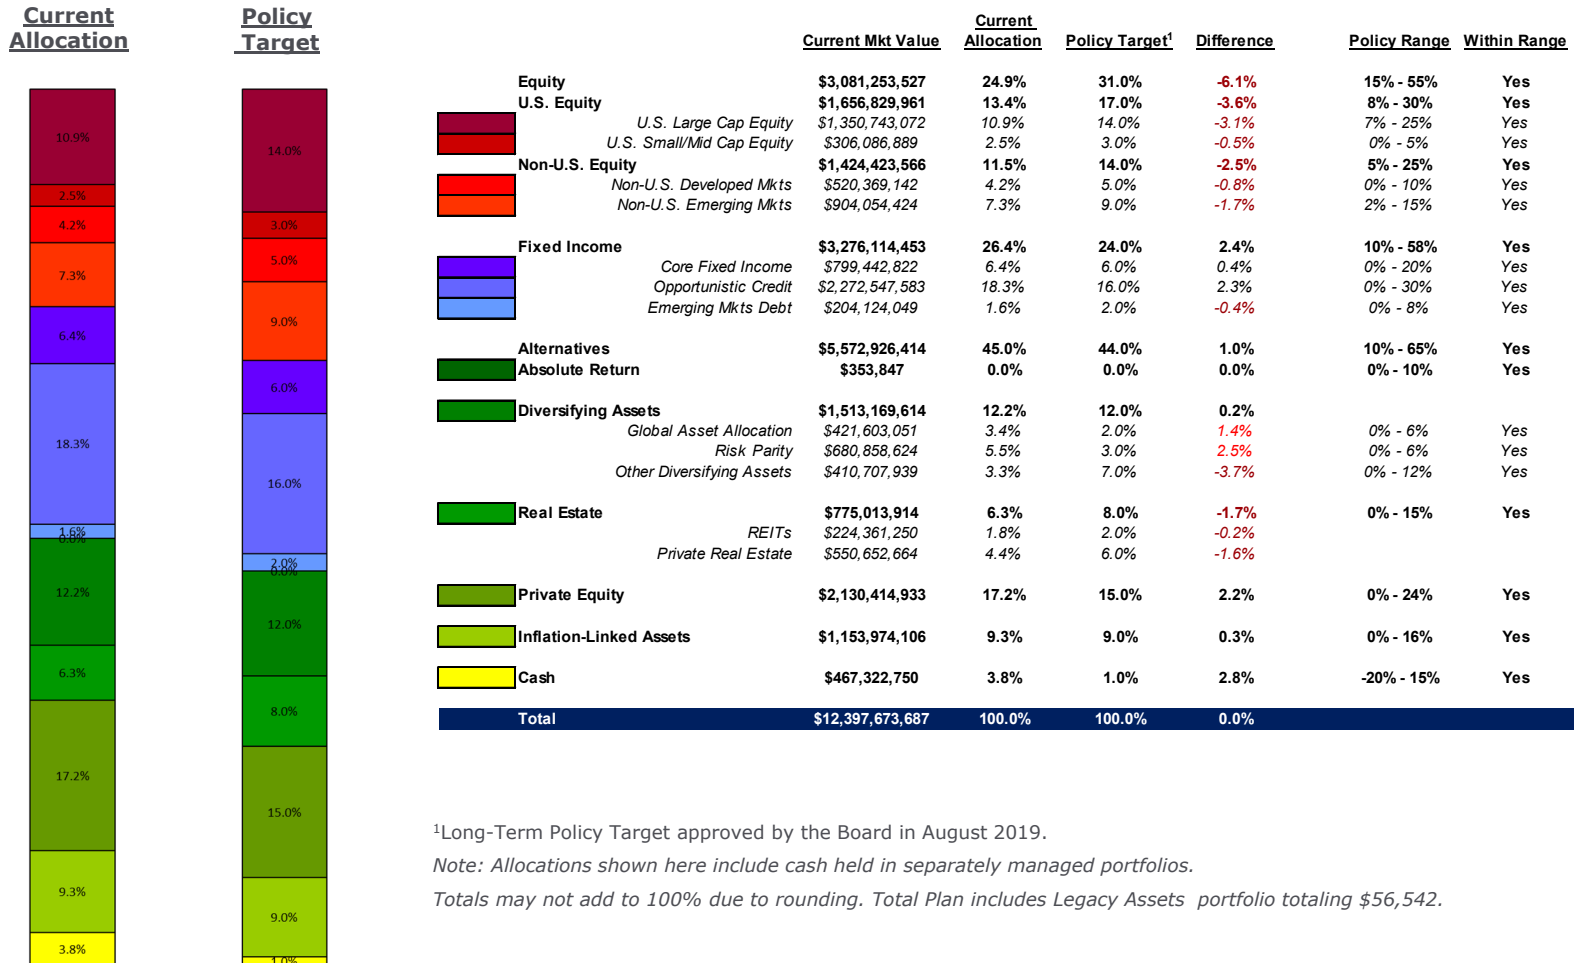 Current
Allocation
Policy
Target
10.9%
2.5%
4.2%
7.3%
6.4%
18.3%
1.6%
0.0%
12.2%
6.3%
17.2%
9.3%
3.8%
14.0%
3.0%
5.0%
9.0%
6.0%
16.0%
2.0%
0.0%
12.0%
8.0%
15.0%
9.0%
1.0%
Current Mkt Value Current Allocation Policy Target1 Difference Policy Range Within Range
Equity $3,081,253,527 24.9% 31.0% -6.1% 15% - 55% Yes
U.S. Equity $1,656,829,961 13.4% 17.0% -3.6% 8% - 30% Yes
U.S. Large Cap Equity $1,350,743,072 10.9% 14.0% -3.1% 7% - 25% Yes
U.S. Small/Mid Cap Equity $306,086,889 2.5% 3.0% -0.5% 0% - 5% Yes
Non-U.S. Equity $1,424,423,566 11.5% 14.0% -2.5% 5% - 25% Yes
Non-U.S. Developed Mkts $520,369,142 4.2% 5.0% -0.8% 0% - 10% Yes
Non-U.S. Emerging Mkts $904,054,424 7.3% 9.0% -1.7% 2% - 15% Yes
Fixed Income $3,276,114,453 26.4% 24.0% 2.4% 10% - 58% Yes
Core Fixed Income $799,442,822 6.4% 6.0% 0.4% 0% - 20% Yes
Opportunistic Credit $2,272,547,583 18.3% 16.0% 2.3% 0% - 30% Yes
Emerging Mkts Debt $204,124,049 1.6% 2.0% -0.4% 0% - 8% Yes
Alternatives $5,572,926,414 45.0% 44.0% 1.0% 10% - 65% Yes
Absolute Return $353,847 0.0% 0.0% 0.0% 0% - 10% Yes
Diversifying Assets $1,513,169,614 12.2% 12.0% 0.2%
Global Asset Allocation $421,603,051 3.4% 2.0% 1.4% 0% - 6% Yes
Risk Parity $680,858,624 5.5% 3.0% 2.5% 0% - 6% Yes
Other Diversifying Assets $410,707,939 3.3% 7.0% -3.7% 0% - 12% Yes
Real Estate $775,013,914 6.3% 8.0% -1.7% 0% - 15% Yes
REITs $224,361,250 1.8% 2.0% -0.2%
Private Real Estate $550,652,664 4.4% 6.0% -1.6%
Private Equity $2,130,414,933 17.2% 15.0% 2.2% 0% - 24% Yes
Inflation-Linked Assets $1,153,974,106 9.3% 9.0% 0.3% 0% - 16% Yes
Cash $467,322,750 3.8% 1.0% 2.8% -20% - 15% Yes
Total $12,397,673,687 100.0% 100.0% 0.0%
1Long-Term Policy Target approved by the Board in August 2019.
Note: Allocations shown here include cash held in separately managed portfolios.
Totals may not add to 100% due to rounding. Total Plan includes Legacy Assets portfolio totaling $56,542.